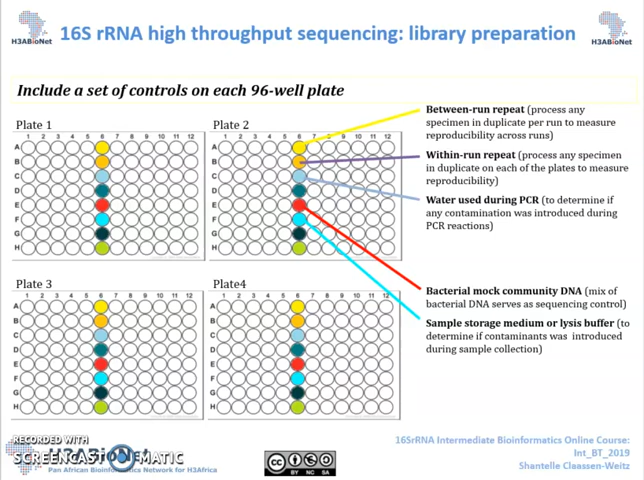 H3ABioNet
16S rRNA high throughput sequencing: library preparation
H3ABioNet
Include a set of controls on each 96-well plate
Plate 1
1 2 3 4 5 6 7 8 9 10 11 12
A
B
C
D
E
F
G
H
Plate 2
1 2 3 4 5 6 7 8 9 10 11 12
A
B
C
D
E
F
G
H
Between-run repeat (process any
specimen in duplicate per run to measure
reproducibility across runs)
Within-run repeat (process any specimen
in duplicate on each of the plates to measure
reproducibility)
Water used during PCR (to determine if
any contamination was introduced during
PCR reactions)
Plate 3
1 2 3 4 5 6 7 8 9 10 11 12
A
B
C
D
E
F
G
H
Plate4
1 2 3 4 5 6 7 8 9 10 11 12
A
B
C
D
E
F
G
H
Bacterial mock community DNA (mix of
bacterial DNA serves as sequencing control)
Sample storage medium or lysis buffer (to
determine if contaminants was introduced
during sample collection)
RECORDED WITH
SCREENCAST MATIC
H3ABioNet
Pan African Bioinformatics Network for H3Africa
CC
BY NC SA
16SrRNA Intermediate Bioinformatics Online Course:
Int_BT_2019
Shantelle Claassen-Weitz